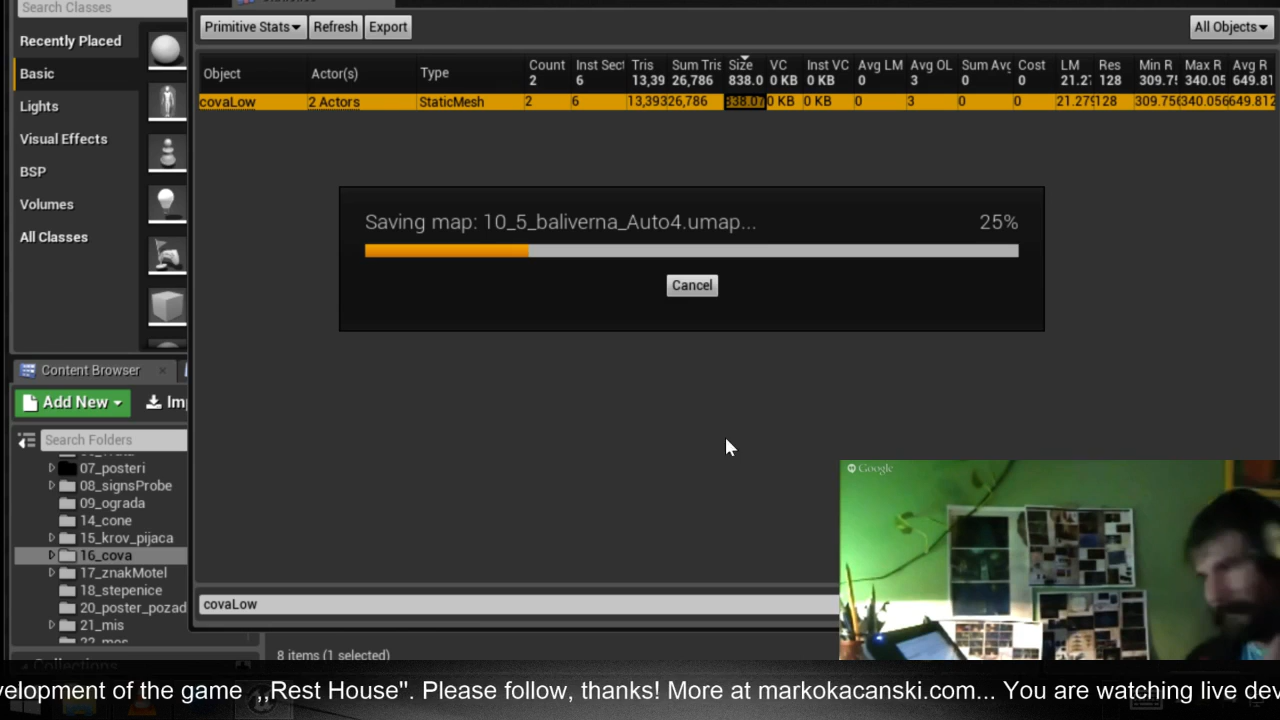 Search Classes
Recently Placed
Basic
Lights
Visual Effects
BSP
Volumes
All Classes
Primitive Stats Refresh Export All Objects
Object Actor(s) Type Count Inst Sect Tris Sum Tris Size VC Inst VC Avg LM Avg OL Sum Avg Cost LM Res Min R Max R Avg R
2 6 13,39 26,786 838.0 0 KB 0 KB 0 3 0 0 21.2 128 309.7 340.05 649.81
covaLow 2 Actors StaticMesh 2 6 13,393 26,786 838.07 0 KB 0 KB 0 3 0 0 21.279 128 309.756 340.056 649.812
Saving map: 10_5_baliverna_Auto4.umap... 25%
Cancel
Content Browser
Add New Im
Search Folders
07_posteri
08_signsProbe
09_ograda
14_cone
15_krov_pijaca
16_cova
17_znakMotel
18_stepenice
20_poster_pozad
21_mis
covaLow
8 items (1 selected)
Google
velopment of the game ,,Rest House". Please follow, thanks! More at markokacanski.com... You are watching live dev